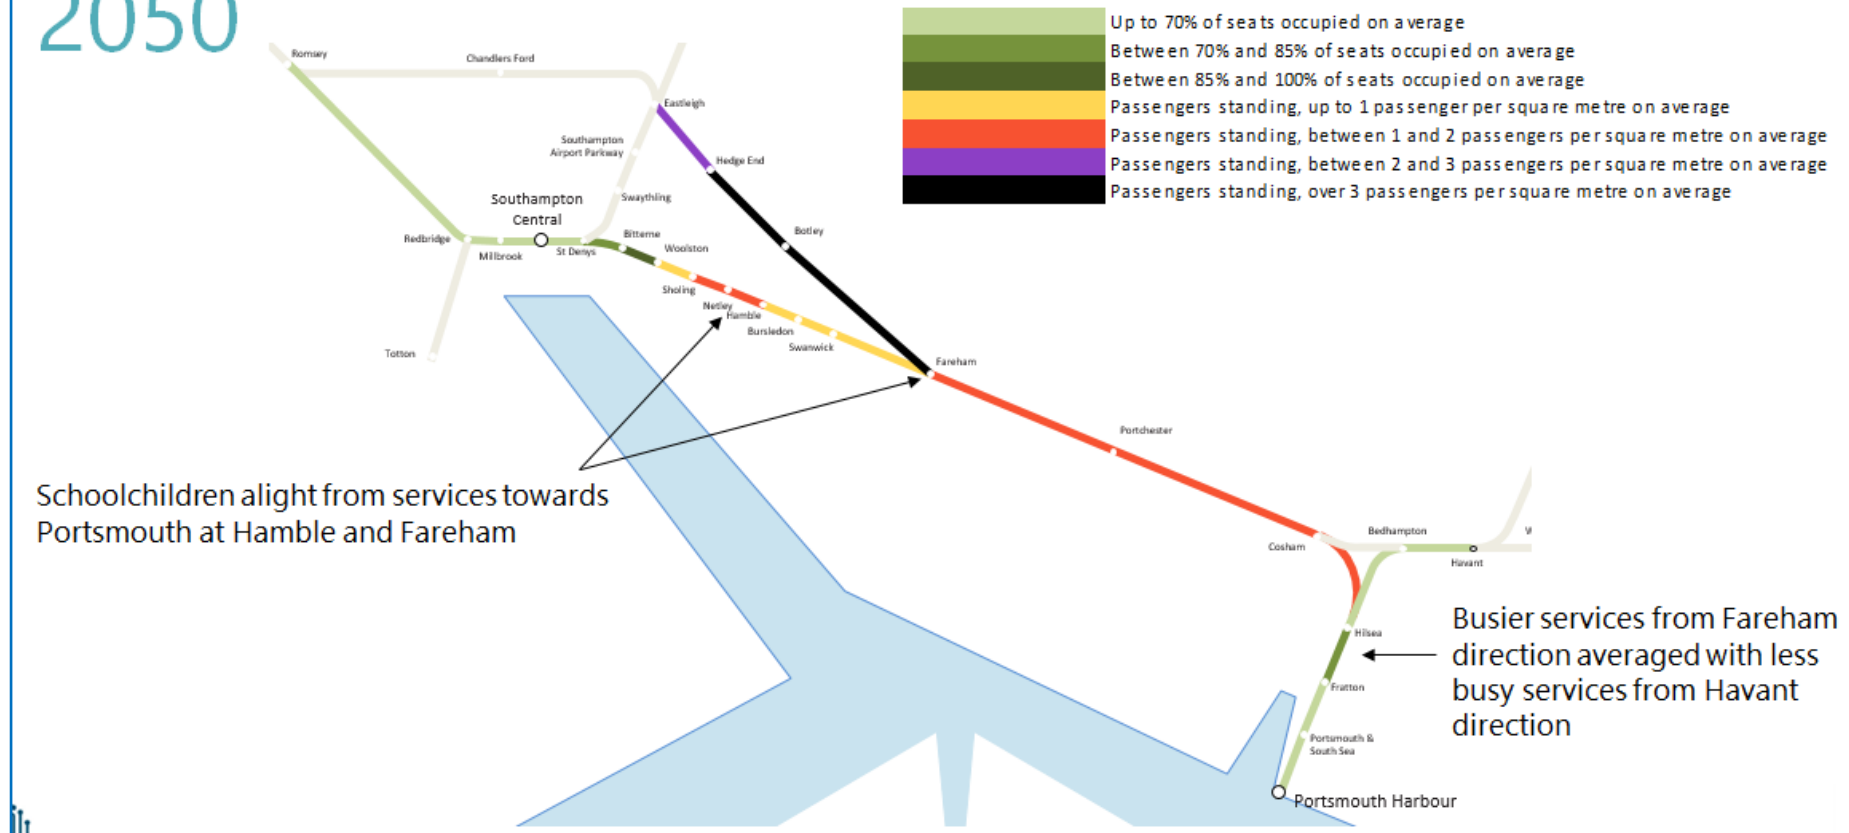 2050
Up to 70% of seats occupied on average
Between 70% and 85% of seats occupied on average
Between 85% and 100% of seats occupied on average
Passengers standing, up to 1 passenger per square metre on average
Passengers standing, between 1 and 2 passengers per square metre on average
Passengers standing, between 2 and 3 passengers per square metre on average
Passengers standing, over 3 passengers per square metre on average
Romsey
Chandlers Ford
Eastleigh
Southampton
Airport Parkway
Hedge End
Swaythling
Southampton
Central
Redbridge
Millbrook
St Denys
Bitterne
Woolston
Botley
Sholing
Netley
Hamble
Bursledon
Swanwick
Totton
Fareham
Portchester
Schoolchildren alight from services towards
Portsmouth at Hamble and Fareham
Cosham
Bedhampton
Havant
W
Hilsea
Busier services from Fareham
direction averaged with less
busy services from Havant
direction
Fratton
Portsmouth &
South Sea
Portsmouth Harbour